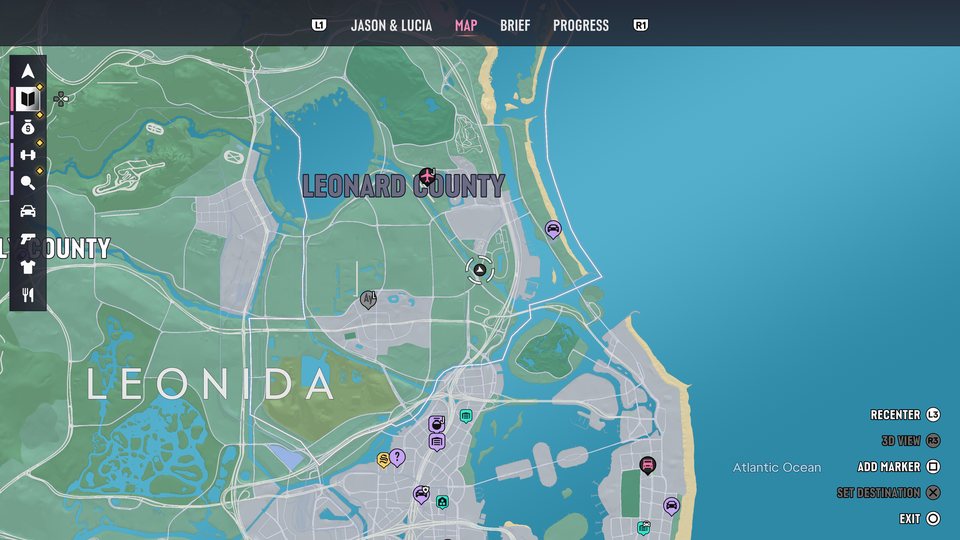 L1 JASON & LUCIA MAP BRIEF PROGRESS R1
LEONARD COUNTY
LY COUNTY
LEONIDA
RECENTER L3
3D VIEW R3
ADD MARKER
Atlantic Ocean
SET DESTINATION
EXIT
?